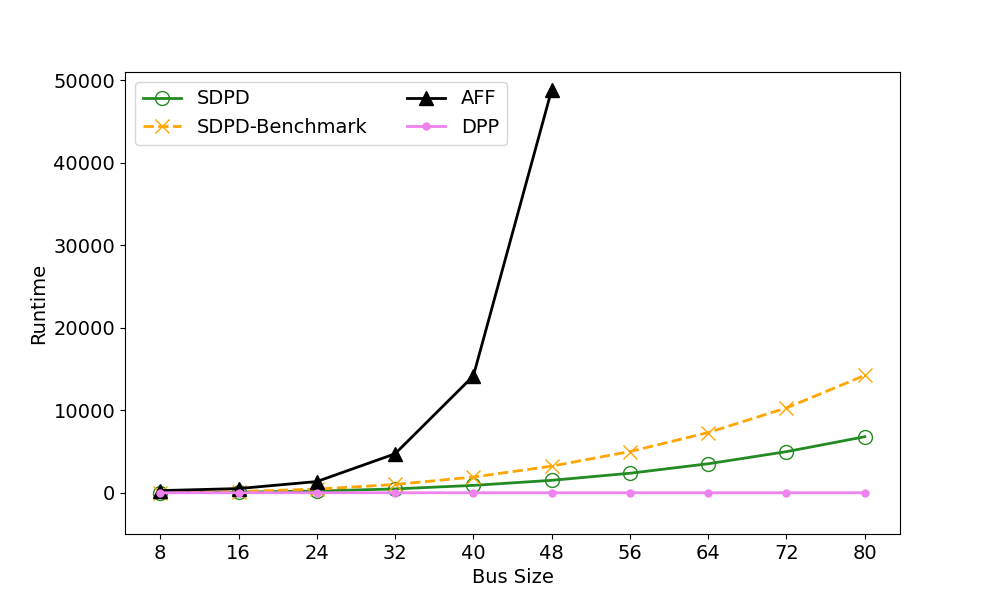 50000
40000
30000
20000
10000
0
Runtime
SDPD
SDPD-Benchmark
AFF
DPP
8 16 24 32 40 48 56 64 72 80
Bus Size